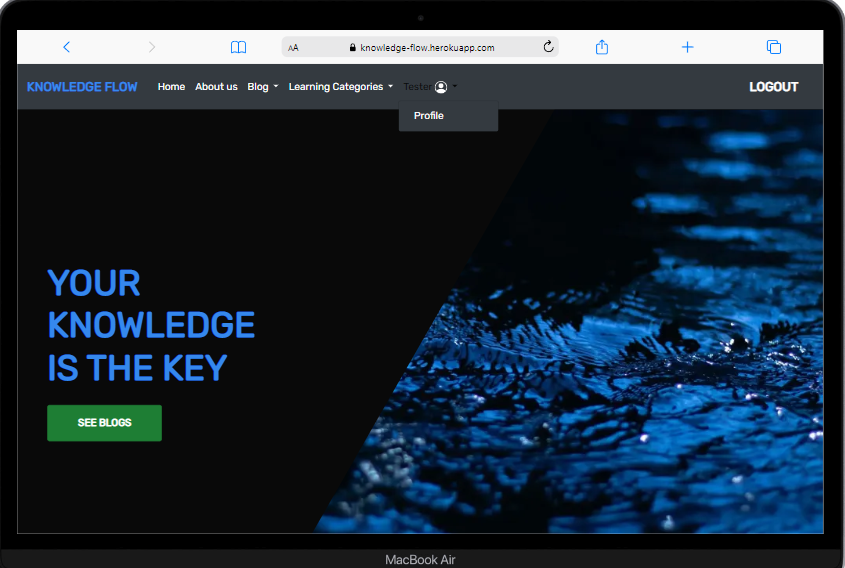 AA knowledge-flow.herokuapp.com
KNOWLEDGE FLOW Home About us Blog Learning Categories Tester LOGOUT
Profile
YOUR
KNOWLEDGE
IS THE KEY
SEE BLOGS
MacBook Air